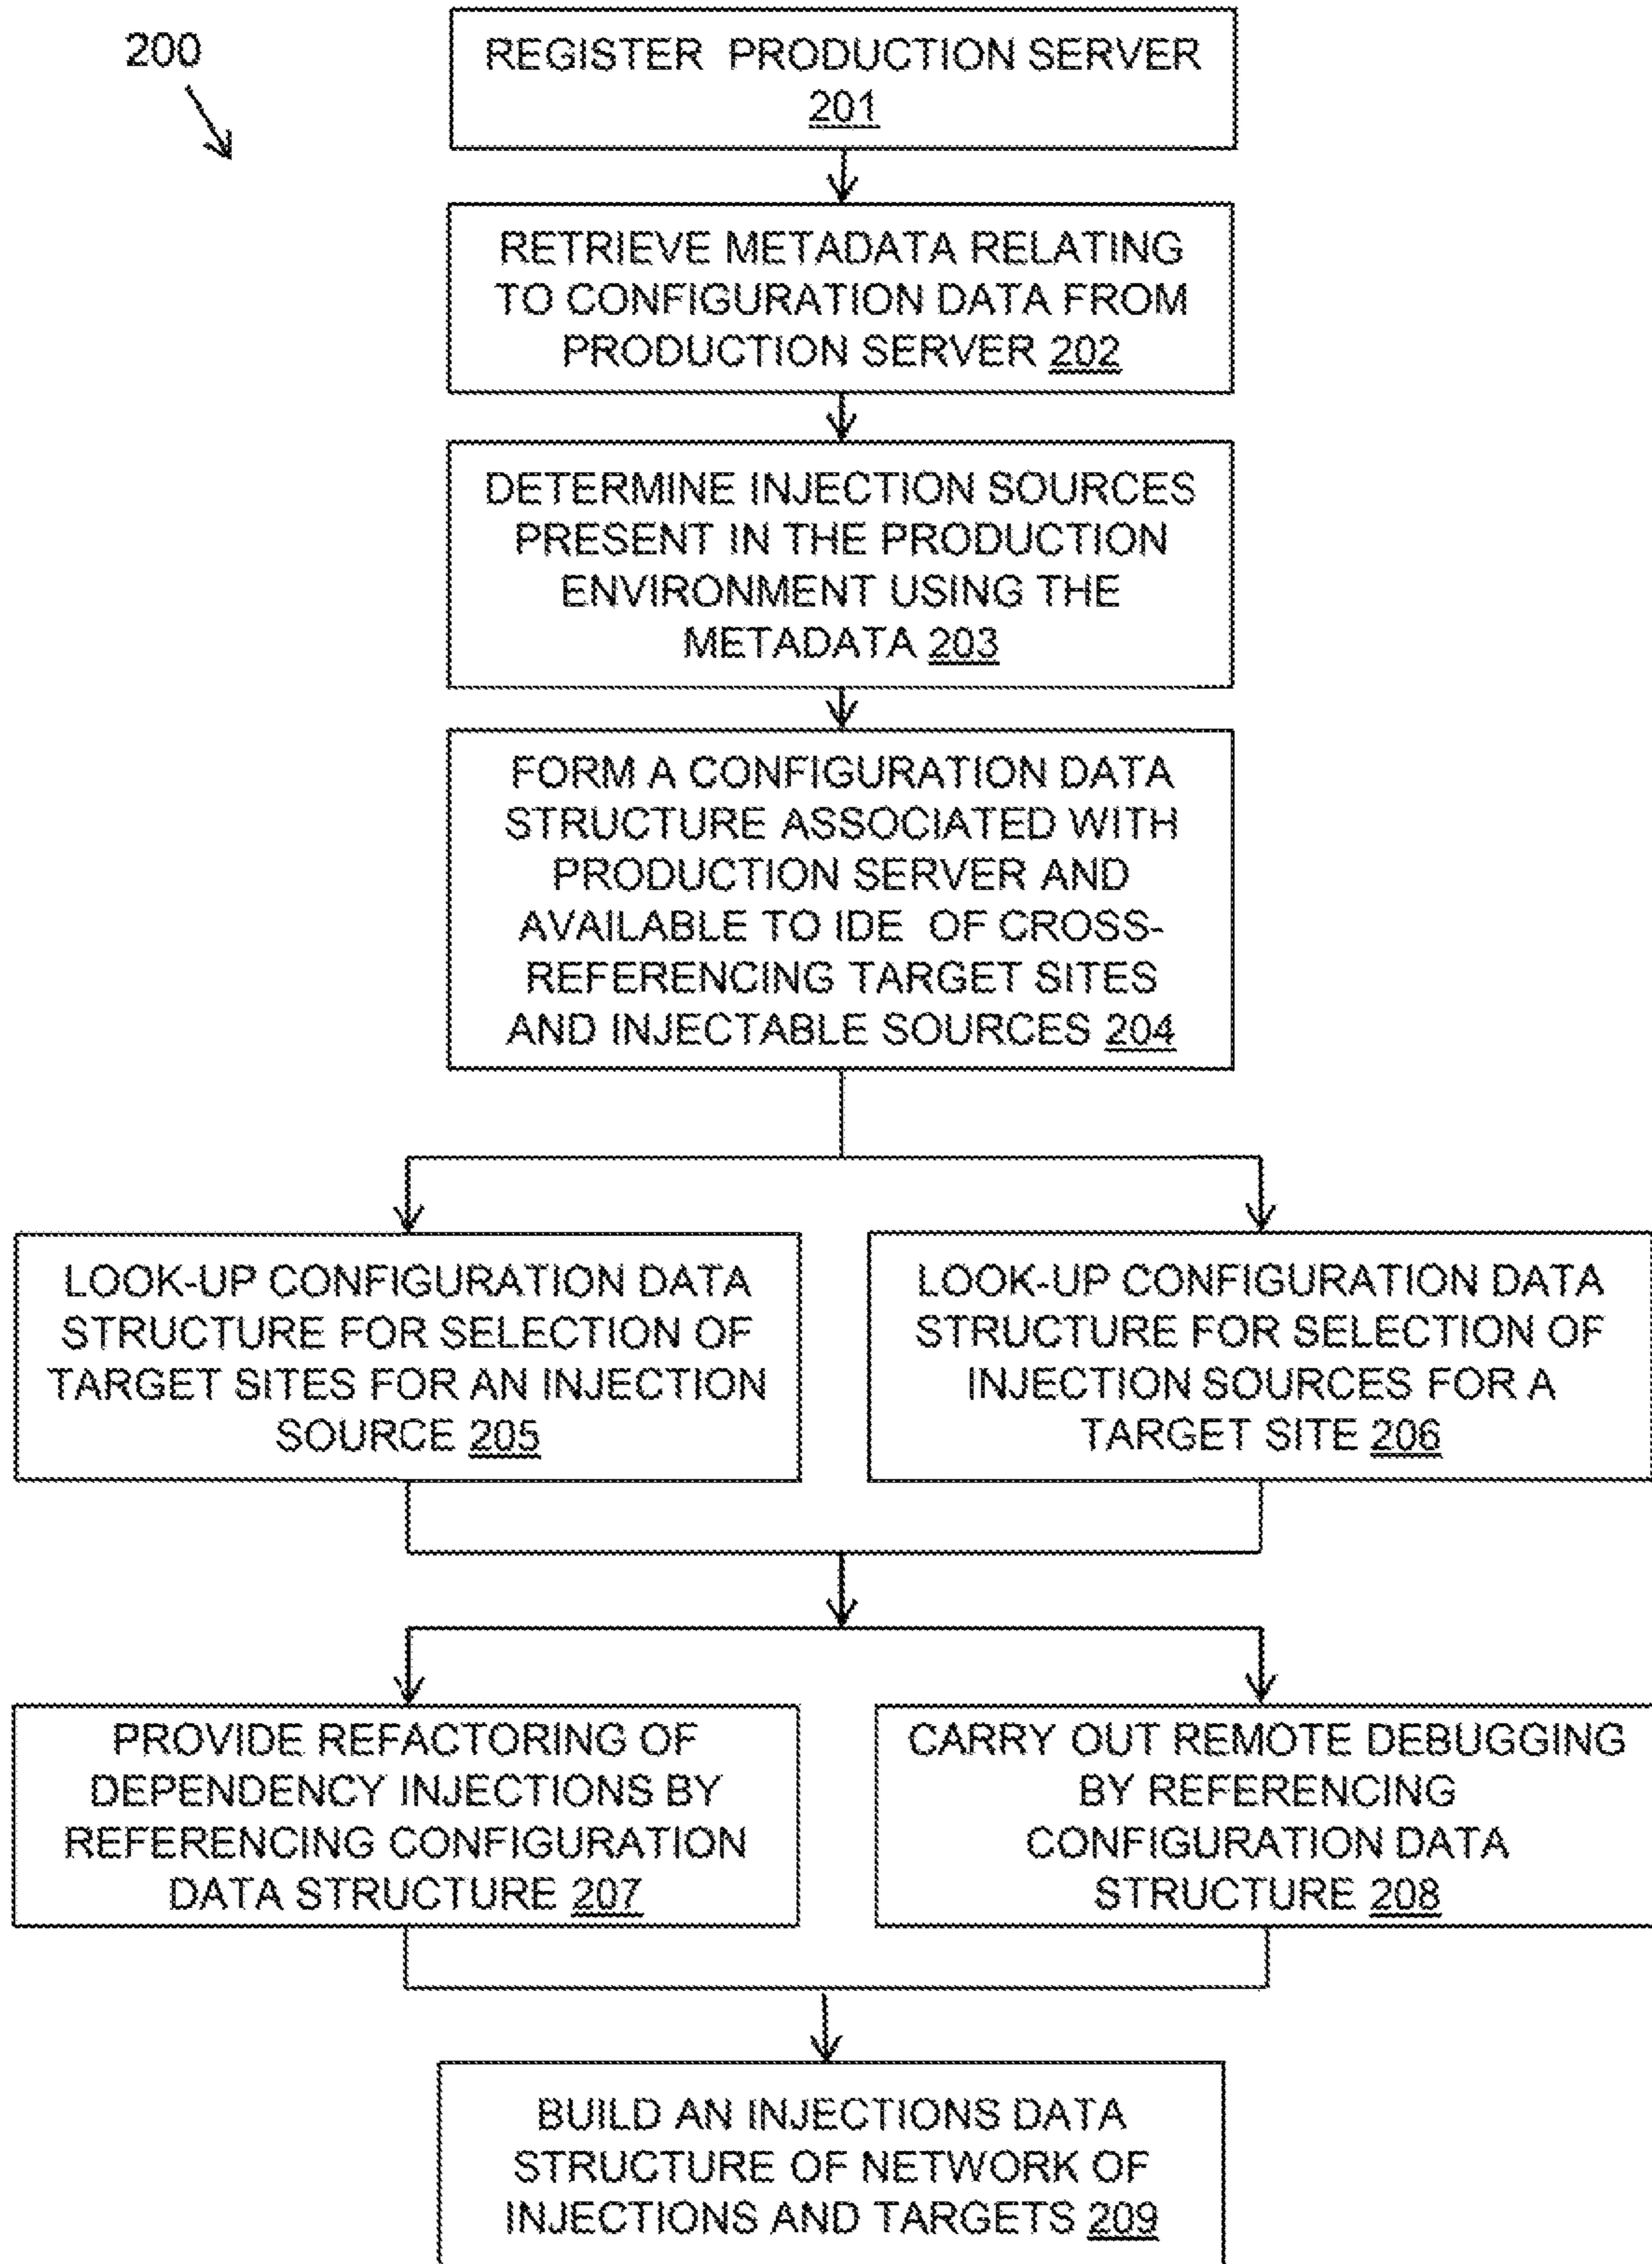 200
REGISTER PRODUCTION SERVER
201
RETRIEVE METADATA RELATING
TO CONFIGURATION DATA FROM
PRODUCTION SERVER 202
DETERMINE INJECTION SOURCES
PRESENT IN THE PRODUCTION
ENVIRONMENT USING THE
METADATA 203
FORM A CONFIGURATION DATA
STRUCTURE ASSOCIATED WITH
PRODUCTION SERVER AND
AVAILABLE TO IDE OF CROSS-
REFERENCING TARGET SITES
AND INJECTABLE SOURCES 204
LOOK-UP CONFIGURATION DATA
STRUCTURE FOR SELECTION OF
TARGET SITES FOR AN INJECTION
SOURCE 205
LOOK-UP CONFIGURATION DATA
STRUCTURE FOR SELECTION OF
INJECTION SOURCES FOR A
TARGET SITE 206
PROVIDE REFACTORING OF
DEPENDENCY INJECTIONS BY
REFERENCING CONFIGURATION
DATA STRUCTURE 207
CARRY OUT REMOTE DEBUGGING
BY REFERENCING
CONFIGURATION DATA
STRUCTURE 208
BUILD AN INJECTIONS DATA
STRUCTURE OF NETWORK OF
INJECTIONS AND TARGETS 209